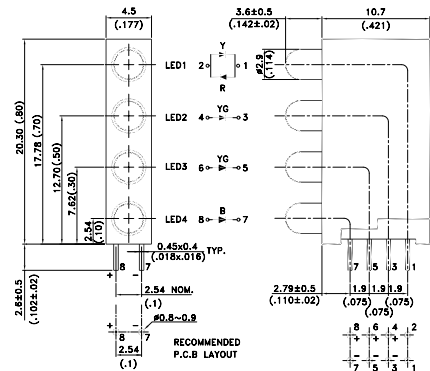 4.5
(.177)
3.6±0.5
(.142±.02)
10.7
(.421)
LED1
Y
2
1
R
ø2.9
(.114)
LED2
YG
4
3
LED3
YG
6
5
LED4
B
8
7
20.30 (.80)
17.78 (.70)
12.70 (.50)
7.62(.30)
2.54
(.10)
2.6±0.5
(.102±.02)
0.45x0.4
(.018x.016)
TYP.
+
8
7
−
2.54 NOM.
(.1)
ø0.8~0.9
+
−
8
7
2.54
(.1)
RECOMMENDED
P.C.B LAYOUT
7
5
3
1
2.79±0.5
(.110±.02)
1.9
1.9
1.9
(.075)
(.075)
(.075)
8 6 4 2
+ + +
− − −
7 5 3 1